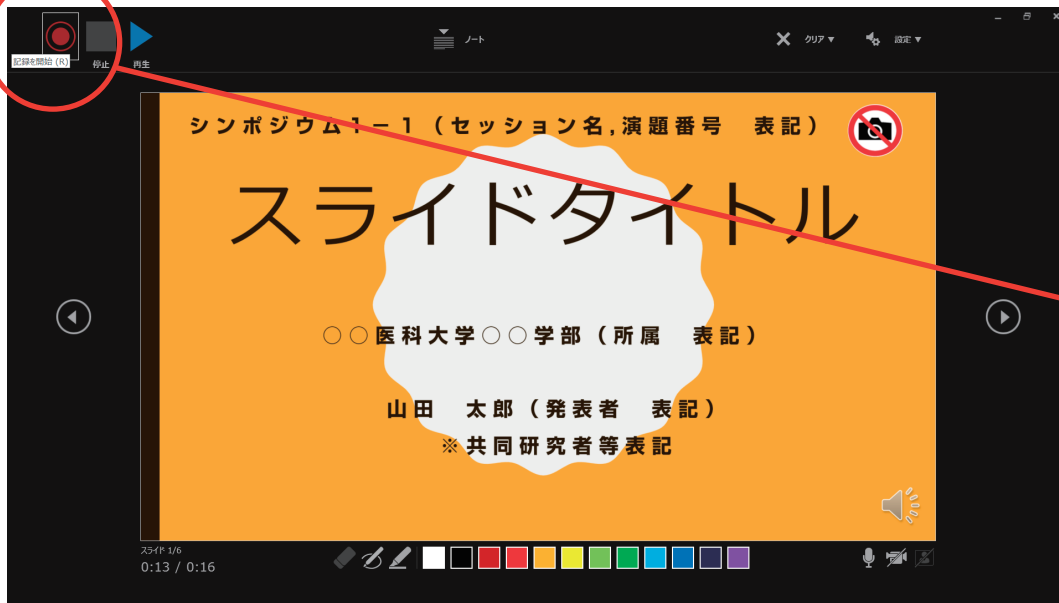 記録を開始 (R)
停止
再生
ノート
クリア
設定
シンポジウム1－1（セッション名,演題番号　表記）
スライドタイトル
○○医科大学○○学部（所属　表記）
山田　太郎（発表者　表記）
※共同研究者等表記
スライド 1/6
0:13 / 0:16